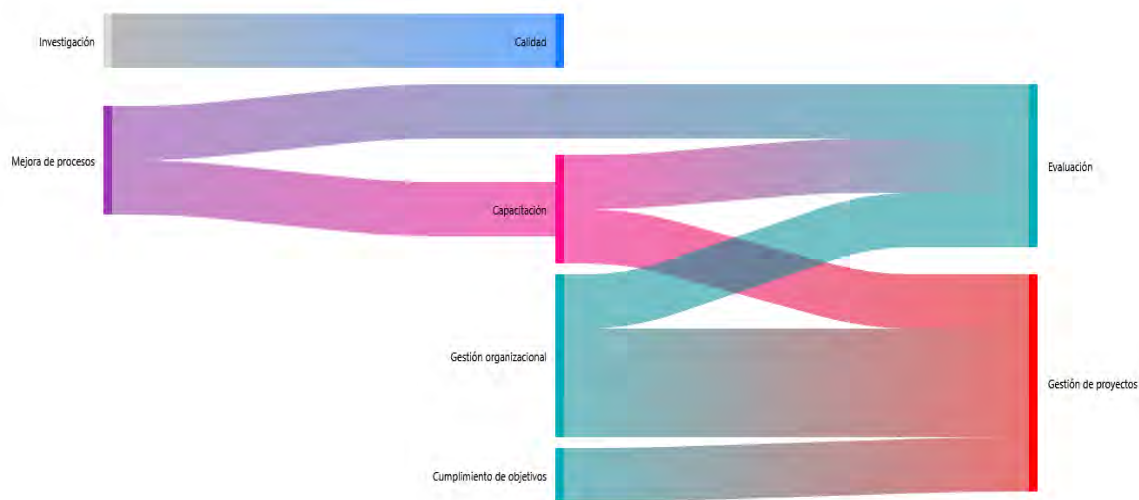 Investigación
Calidad
Mejora de procesos
Evaluación
Capacitación
Gestión organizacional
Gestión de proyectos
Cumplimiento de objetivos